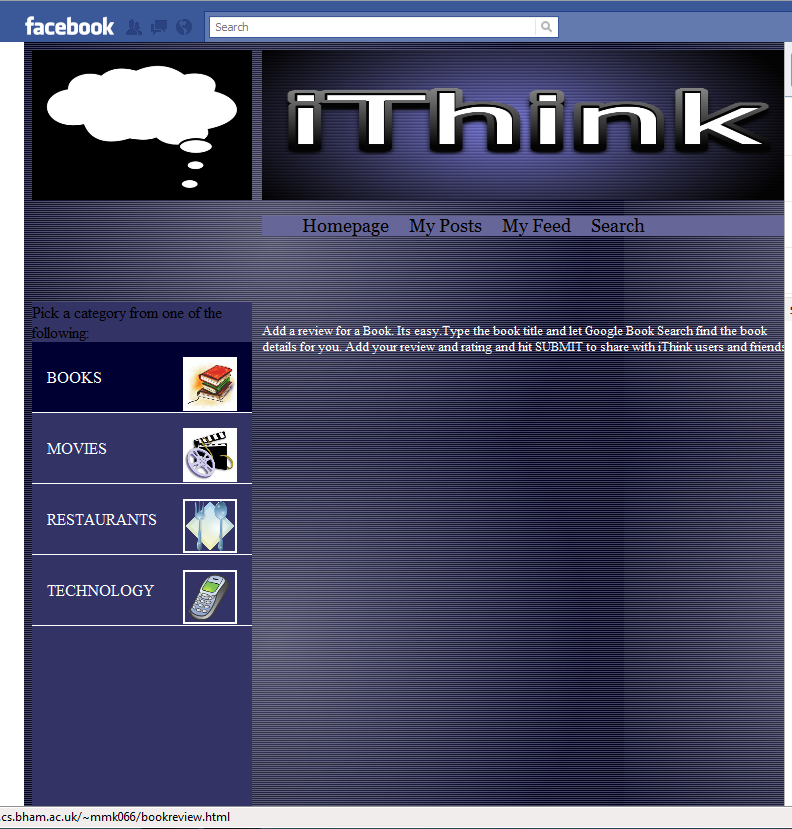 facebook
Search
iThink
Homepage My Posts My Feed Search
Pick a category from one of the
following:
Add a review for a Book. Its easy.Type the book title and let Google Book Search find the book
details for you. Add your review and rating and hit SUBMIT to share with iThink users and friends
BOOKS
MOVIES
RESTAURANTS
TECHNOLOGY
.cs.bham.ac.uk/~mmk066/bookreview.html